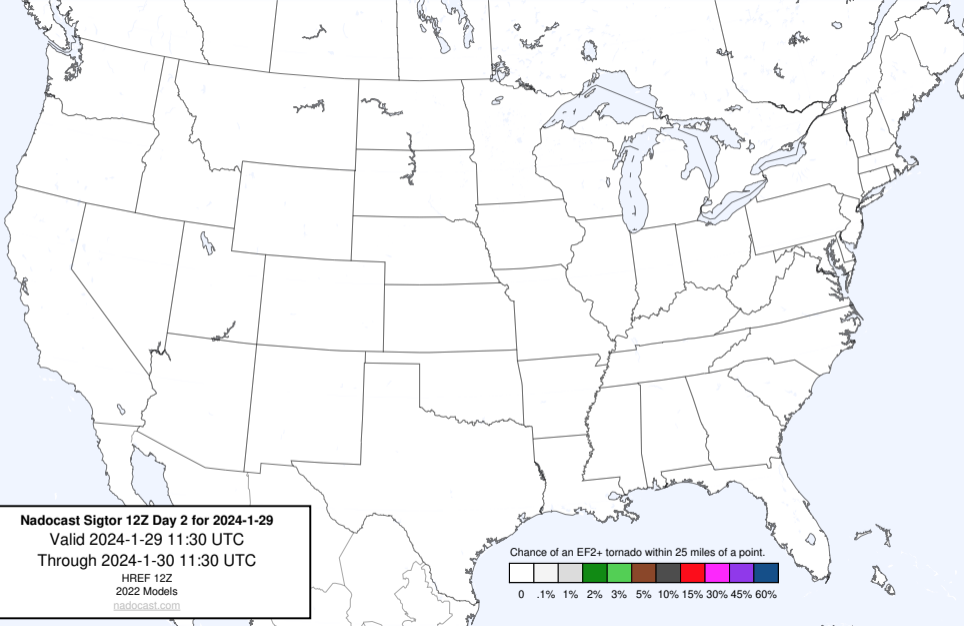 Nadocast Sigtor 12Z Day 2 for 2024-1-29
Valid 2024-1-29 11:30 UTC
Through 2024-1-30 11:30 UTC
HREF 12Z
2022 Models
nadocast.com
Chance of an EF2+ tornado within 25 miles of a point.
0 .1% 1% 2% 3% 5% 10% 15% 30% 45% 60%